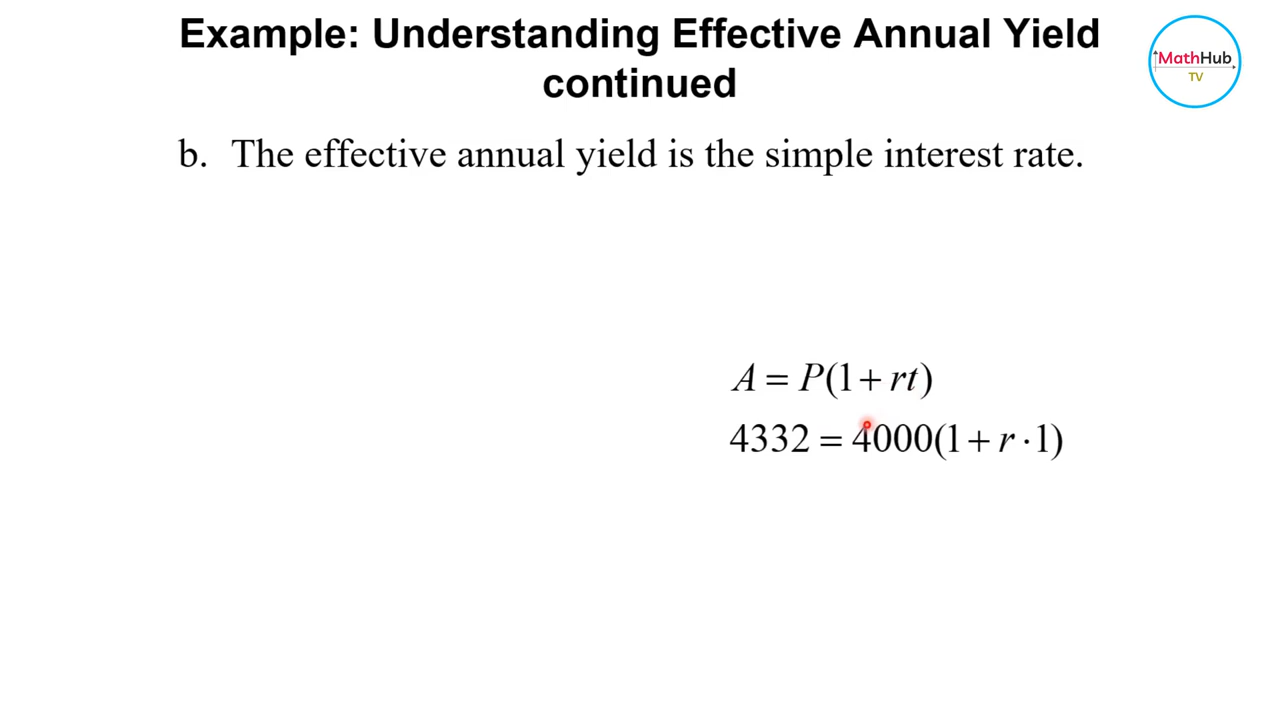 Example: Understanding Effective Annual Yield
continued
MathHub
TV
b. The effective annual yield is the simple interest rate.
A = P(1 + rt)
4332 = 4000(1 + r · 1)